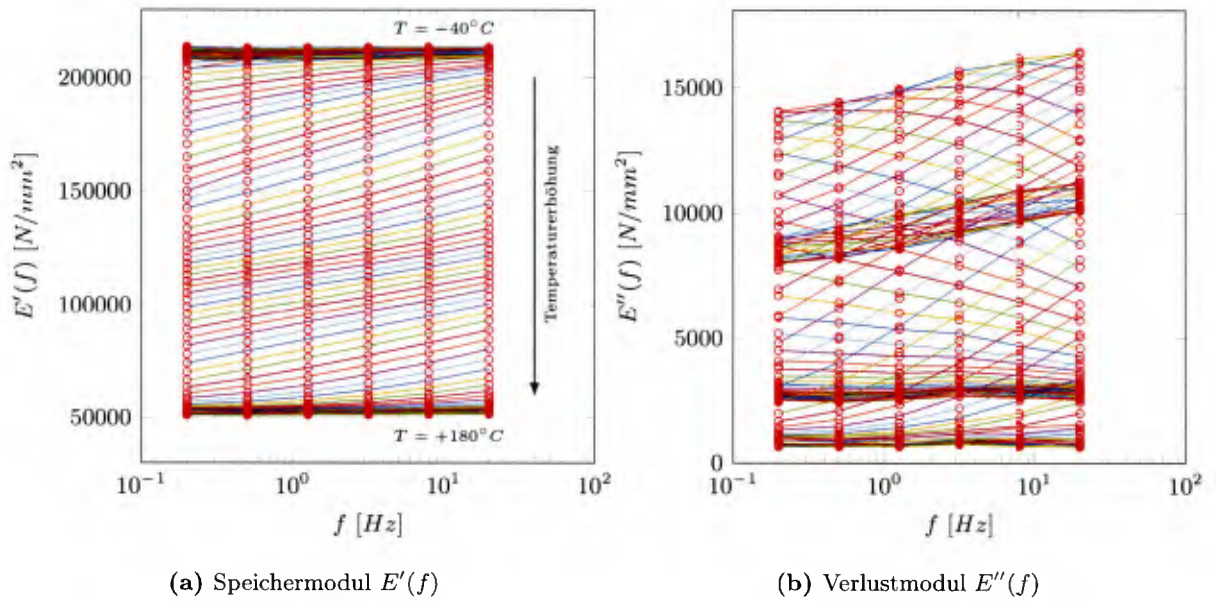 T = −40°C
200000
150000
100000
50000
E′(f) [N/mm²]
Temperaturerhöhung
T = +180°C
10⁻¹ 10⁰ 10¹ 10²
f [Hz]
(a) Speichermodul E′(f)
15000
10000
5000
0
E′′(f) [N/mm²]
10⁻¹ 10⁰ 10¹ 10²
f [Hz]
(b) Verlustmodul E′′(f)